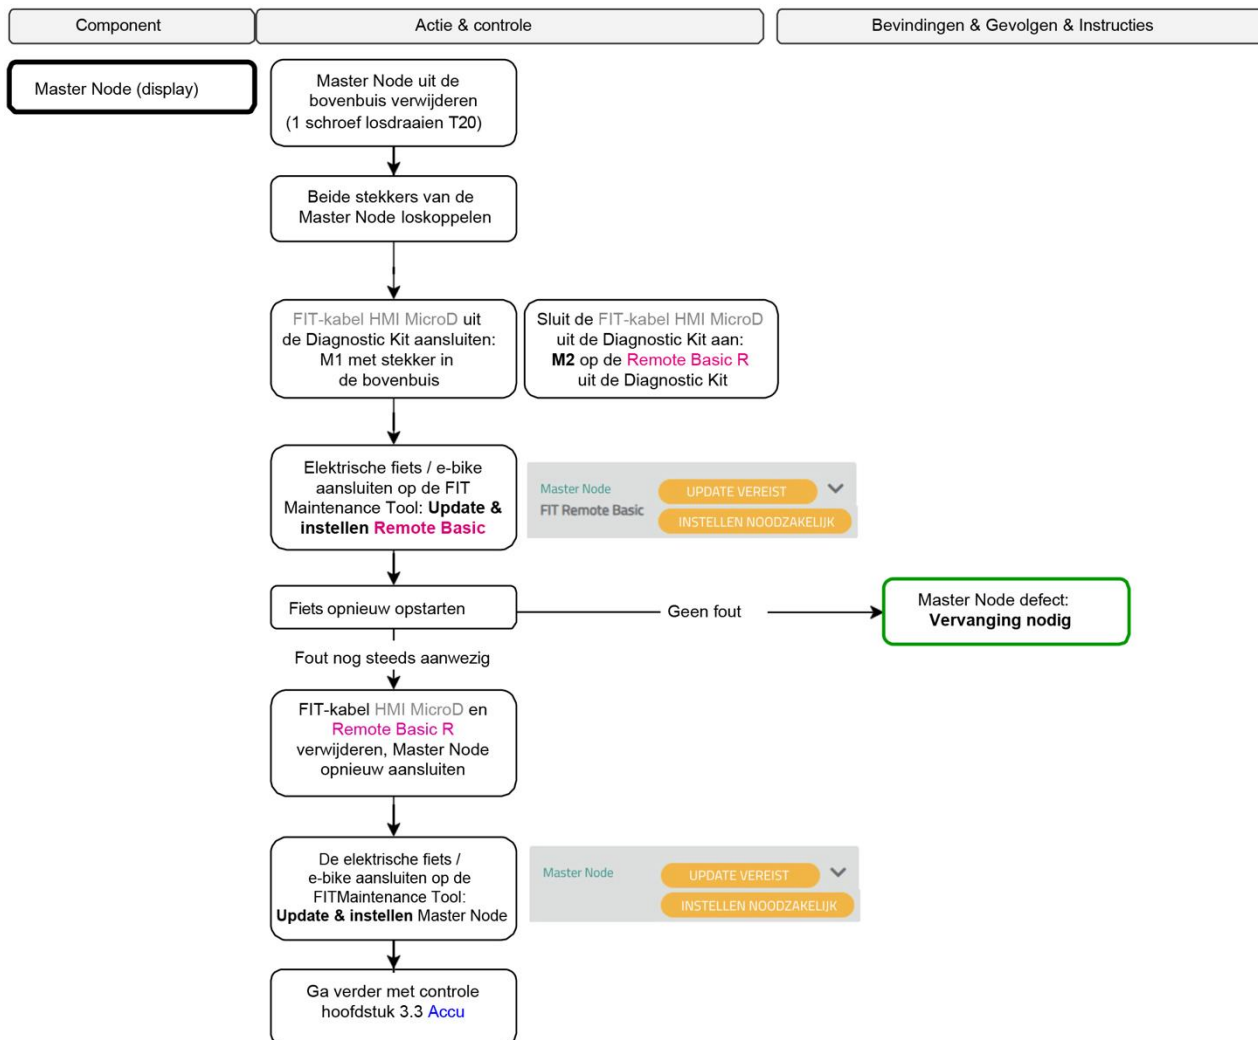 Component
Actie & controle
Bevindingen & Gevolgen & Instructies
Master Node (display)
Master Node uit de
bovenbuis verwijderen
(1 schroef losdraaien T20)
Beide stekkers van de
Master Node loskoppelen
FIT-kabel HMI MicroD uit
de Diagnostic Kit aansluiten:
M1 met stekker in
de bovenbuis
Sluit de FIT-kabel HMI MicroD
uit de Diagnostic Kit aan:
M2 op de Remote Basic R
uit de Diagnostic Kit
Elektrische fiets / e-bike
aansluiten op de FIT
Maintenance Tool: Update &
instellen Remote Basic
Master Node
UPDATE VEREIST
FIT Remote Basic
INSTELLEN NOODZAKELIJK
Fiets opnieuw opstarten
Geen fout
Master Node defect:
Vervanging nodig
Fout nog steeds aanwezig
FIT-kabel HMI MicroD en
Remote Basic R
verwijderen, Master Node
opnieuw aansluiten
De elektrische fiets /
e-bike aansluiten op de
FITMaintenance Tool:
Update & instellen Master Node
Master Node
UPDATE VEREIST
INSTELLEN NOODZAKELIJK
Ga verder met controle
hoofdstuk 3.3 Accu